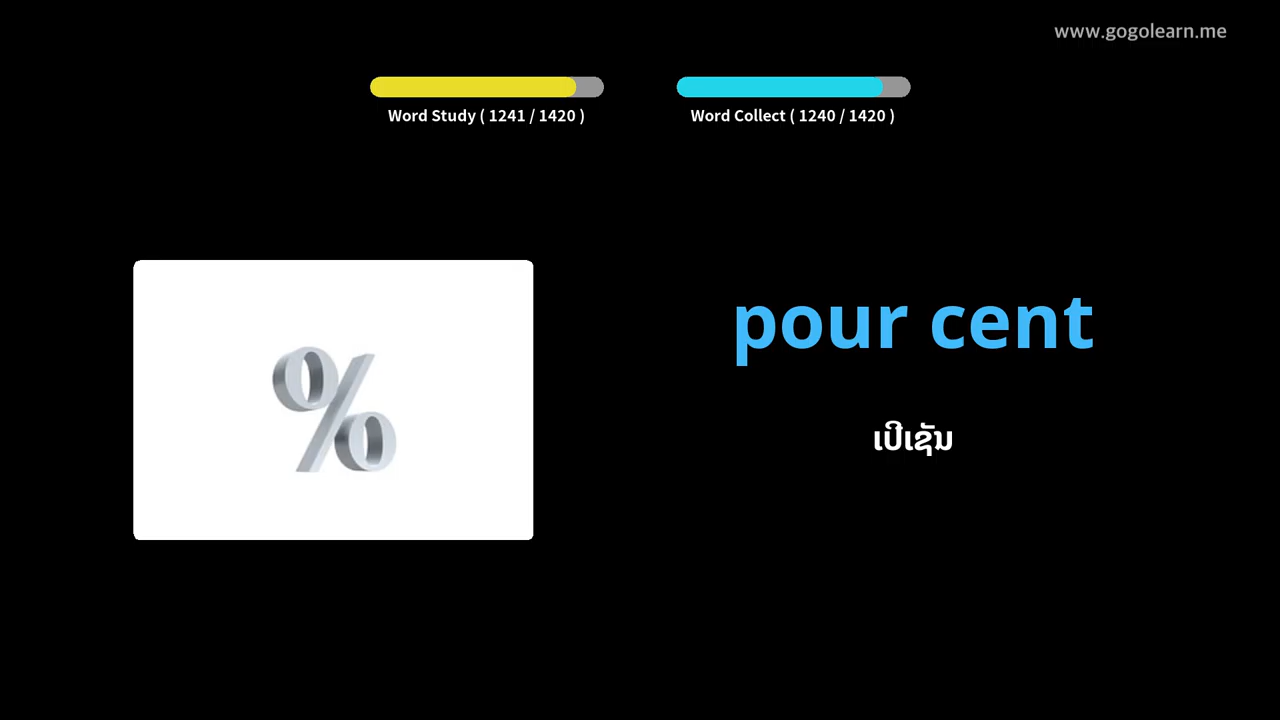 www.gogolearn.me
Word Study ( 1241 / 1420 )
Word Collect ( 1240 / 1420 )
%
pour cent
ເປີເຊັນ